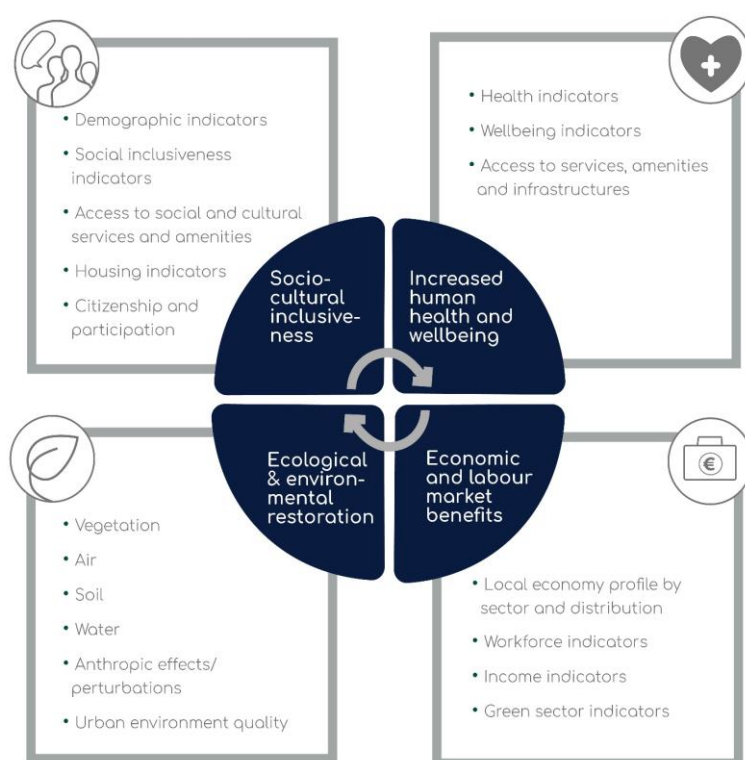 • Demographic indicators
• Social inclusiveness
indicators
• Access to social and cultural
services and amenities
• Housing indicators
• Citizenship and
participation
• Health indicators
• Wellbeing indicators
• Access to services, amenities
and infrastructures
Socio-
cultural
inclusive-
ness
Increased
human
health and
wellbeing
Ecological
& environ-
mental
restoration
Economic
and labour
market
benefits
• Vegetation
• Air
• Soil
• Water
• Anthropic effects/
perturbations
• Urban environment quality
€
• Local economy profile by
sector and distribution
• Workforce indicators
• Income indicators
• Green sector indicators